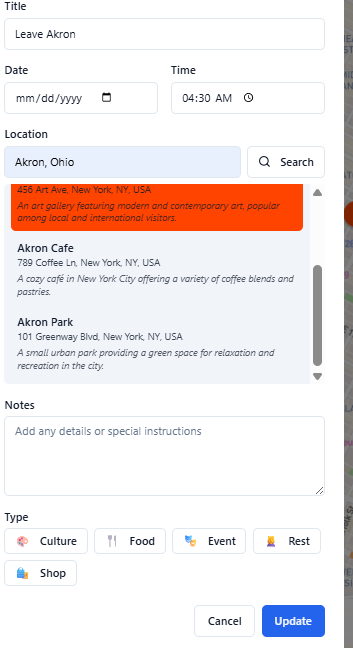 Title
Leave Akron
Date
Time
mm/dd/yyyy
04:30 AM
Location
Akron, Ohio
Search
456 Art Ave, New York, NY, USA
An art gallery featuring modern and contemporary art, popular
among local and international visitors.
Akron Cafe
789 Coffee Ln, New York, NY, USA
A cozy café in New York City offering a variety of coffee blends and
pastries.
Akron Park
101 Greenway Blvd, New York, NY, USA
A small urban park providing a green space for relaxation and
recreation in the city.
Notes
Add any details or special instructions
Type
Culture
Food
Event
Rest
Shop
Cancel
Update